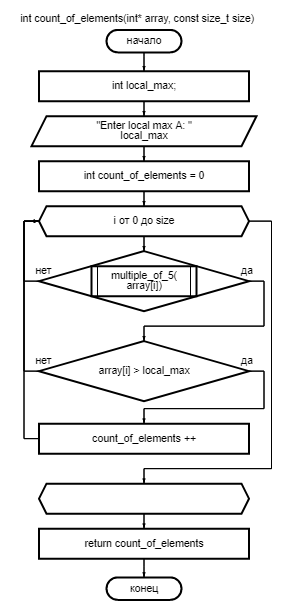 int count_of_elements(int* array, const size_t size)
начало
int local_max;
"Enter local max A: "
local_max
int count_of_elements = 0
i от 0 до size
нет
да
multiple_of_5(
array[i])
нет
да
array[i] > local_max
count_of_elements ++
return count_of_elements
конец